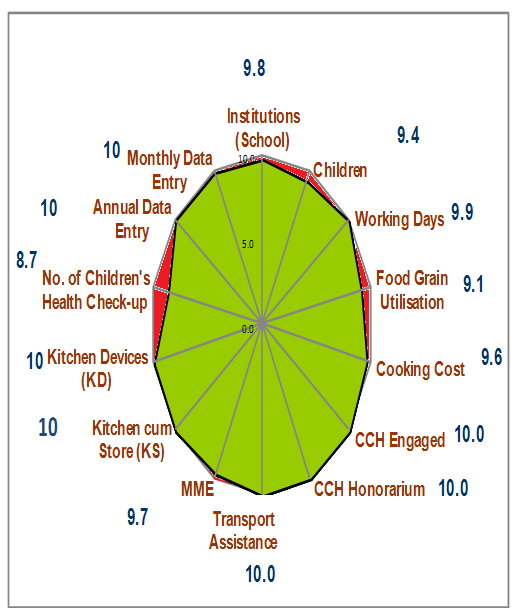 9.8
Institutions
(School)
9.4
10
Monthly Data
Entry
10.0
Children
10
Annual Data
Entry
Working Days
9.9
8.7
No. of Children's
Health Check-up
5.0
Food Grain
Utilisation
9.1
0.0
10
Kitchen Devices
(KD)
Cooking Cost
9.6
10
Kitchen cum
Store (KS)
CCH Engaged
10.0
MME
CCH Honorarium
10.0
9.7
Transport
Assistance
10.0